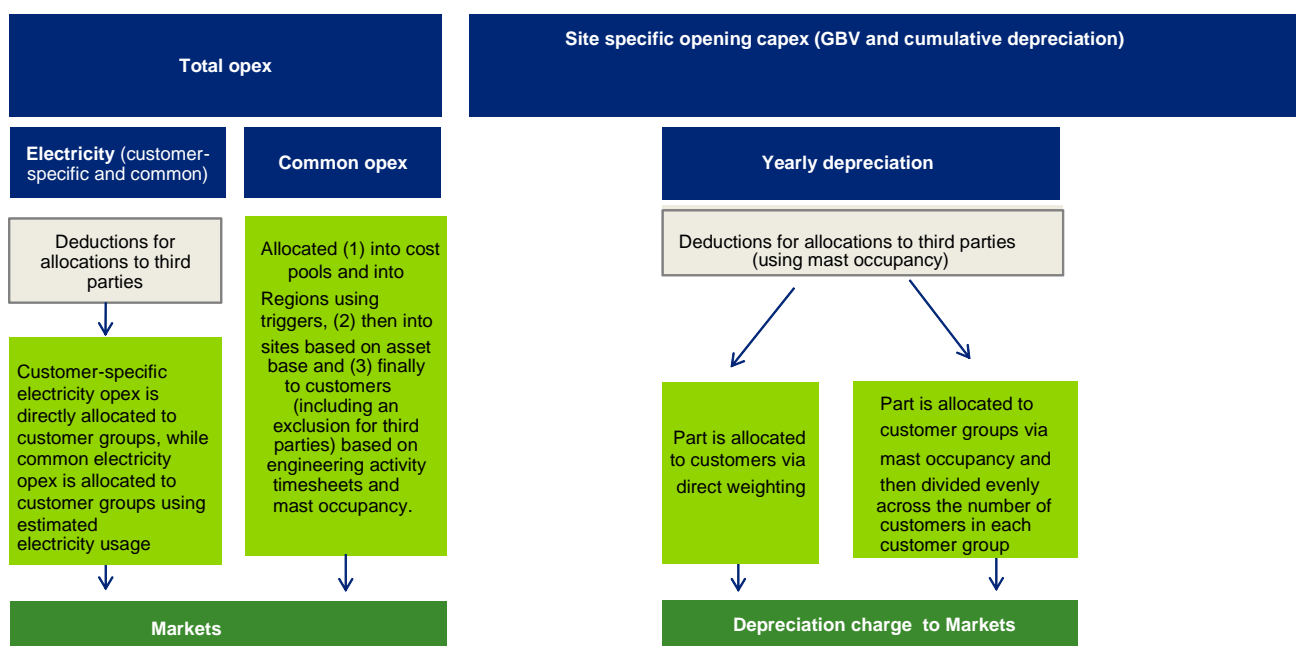 Total opex
Site specific opening capex (GBV and cumulative depreciation)
Electricity (customer-
specific and common)
Common opex
Yearly depreciation
Deductions for
allocations to third
parties
Customer-specific
electricity opex is
directly allocated to
customer groups, while
common electricity
opex is allocated to
customer groups using
estimated
electricity usage
Allocated (1) into cost
pools and into
Regions using
triggers, (2) then into
sites based on asset
base and (3) finally
to customers
(including an
exclusion for third
parties) based on
engineering activity
timesheets and
mast occupancy.
Deductions for allocations to third parties
(using mast occupancy)
Part is allocated
to customers via
direct weighting
Part is allocated to
customer groups via
mast occupancy and
then divided evenly
across the number of
customers in each
customer group
Markets
Depreciation charge to Markets